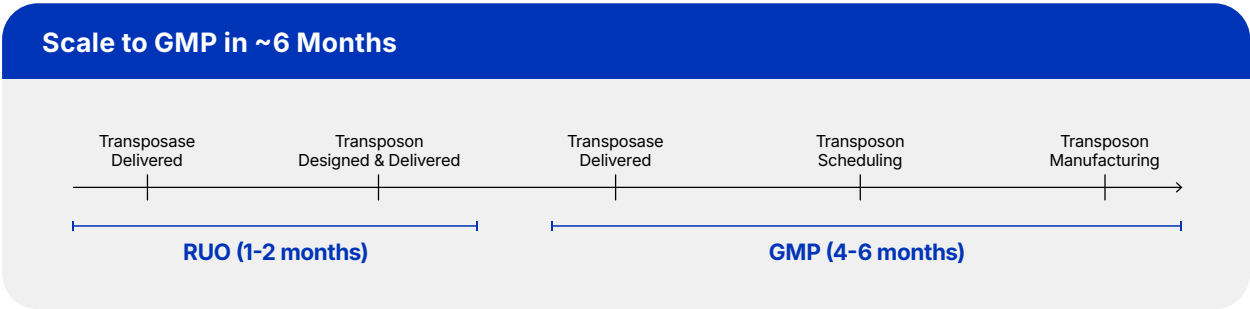 Scale to GMP in ~6 Months
Transposase
Delivered
Transposon
Designed & Delivered
Transposase
Delivered
Transposon
Scheduling
Transposon
Manufacturing
RUO (1-2 months)
GMP (4-6 months)